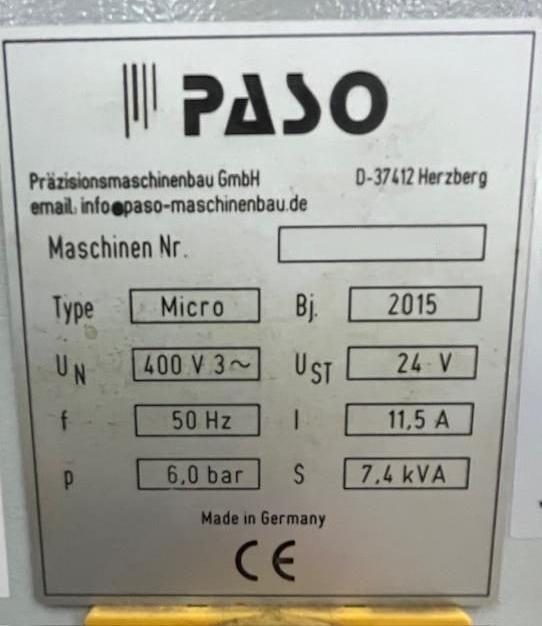 PASO
Präzisionsmaschinenbau GmbH D-37412 Herzberg
email: info@paso-maschinenbau.de
Maschinen Nr.
Type Micro Bj. 2015
UN 400 V 3~ UST 24 V
f 50 Hz I 11,5 A
p 6,0 bar S 7,4 kVA
Made in Germany
CE